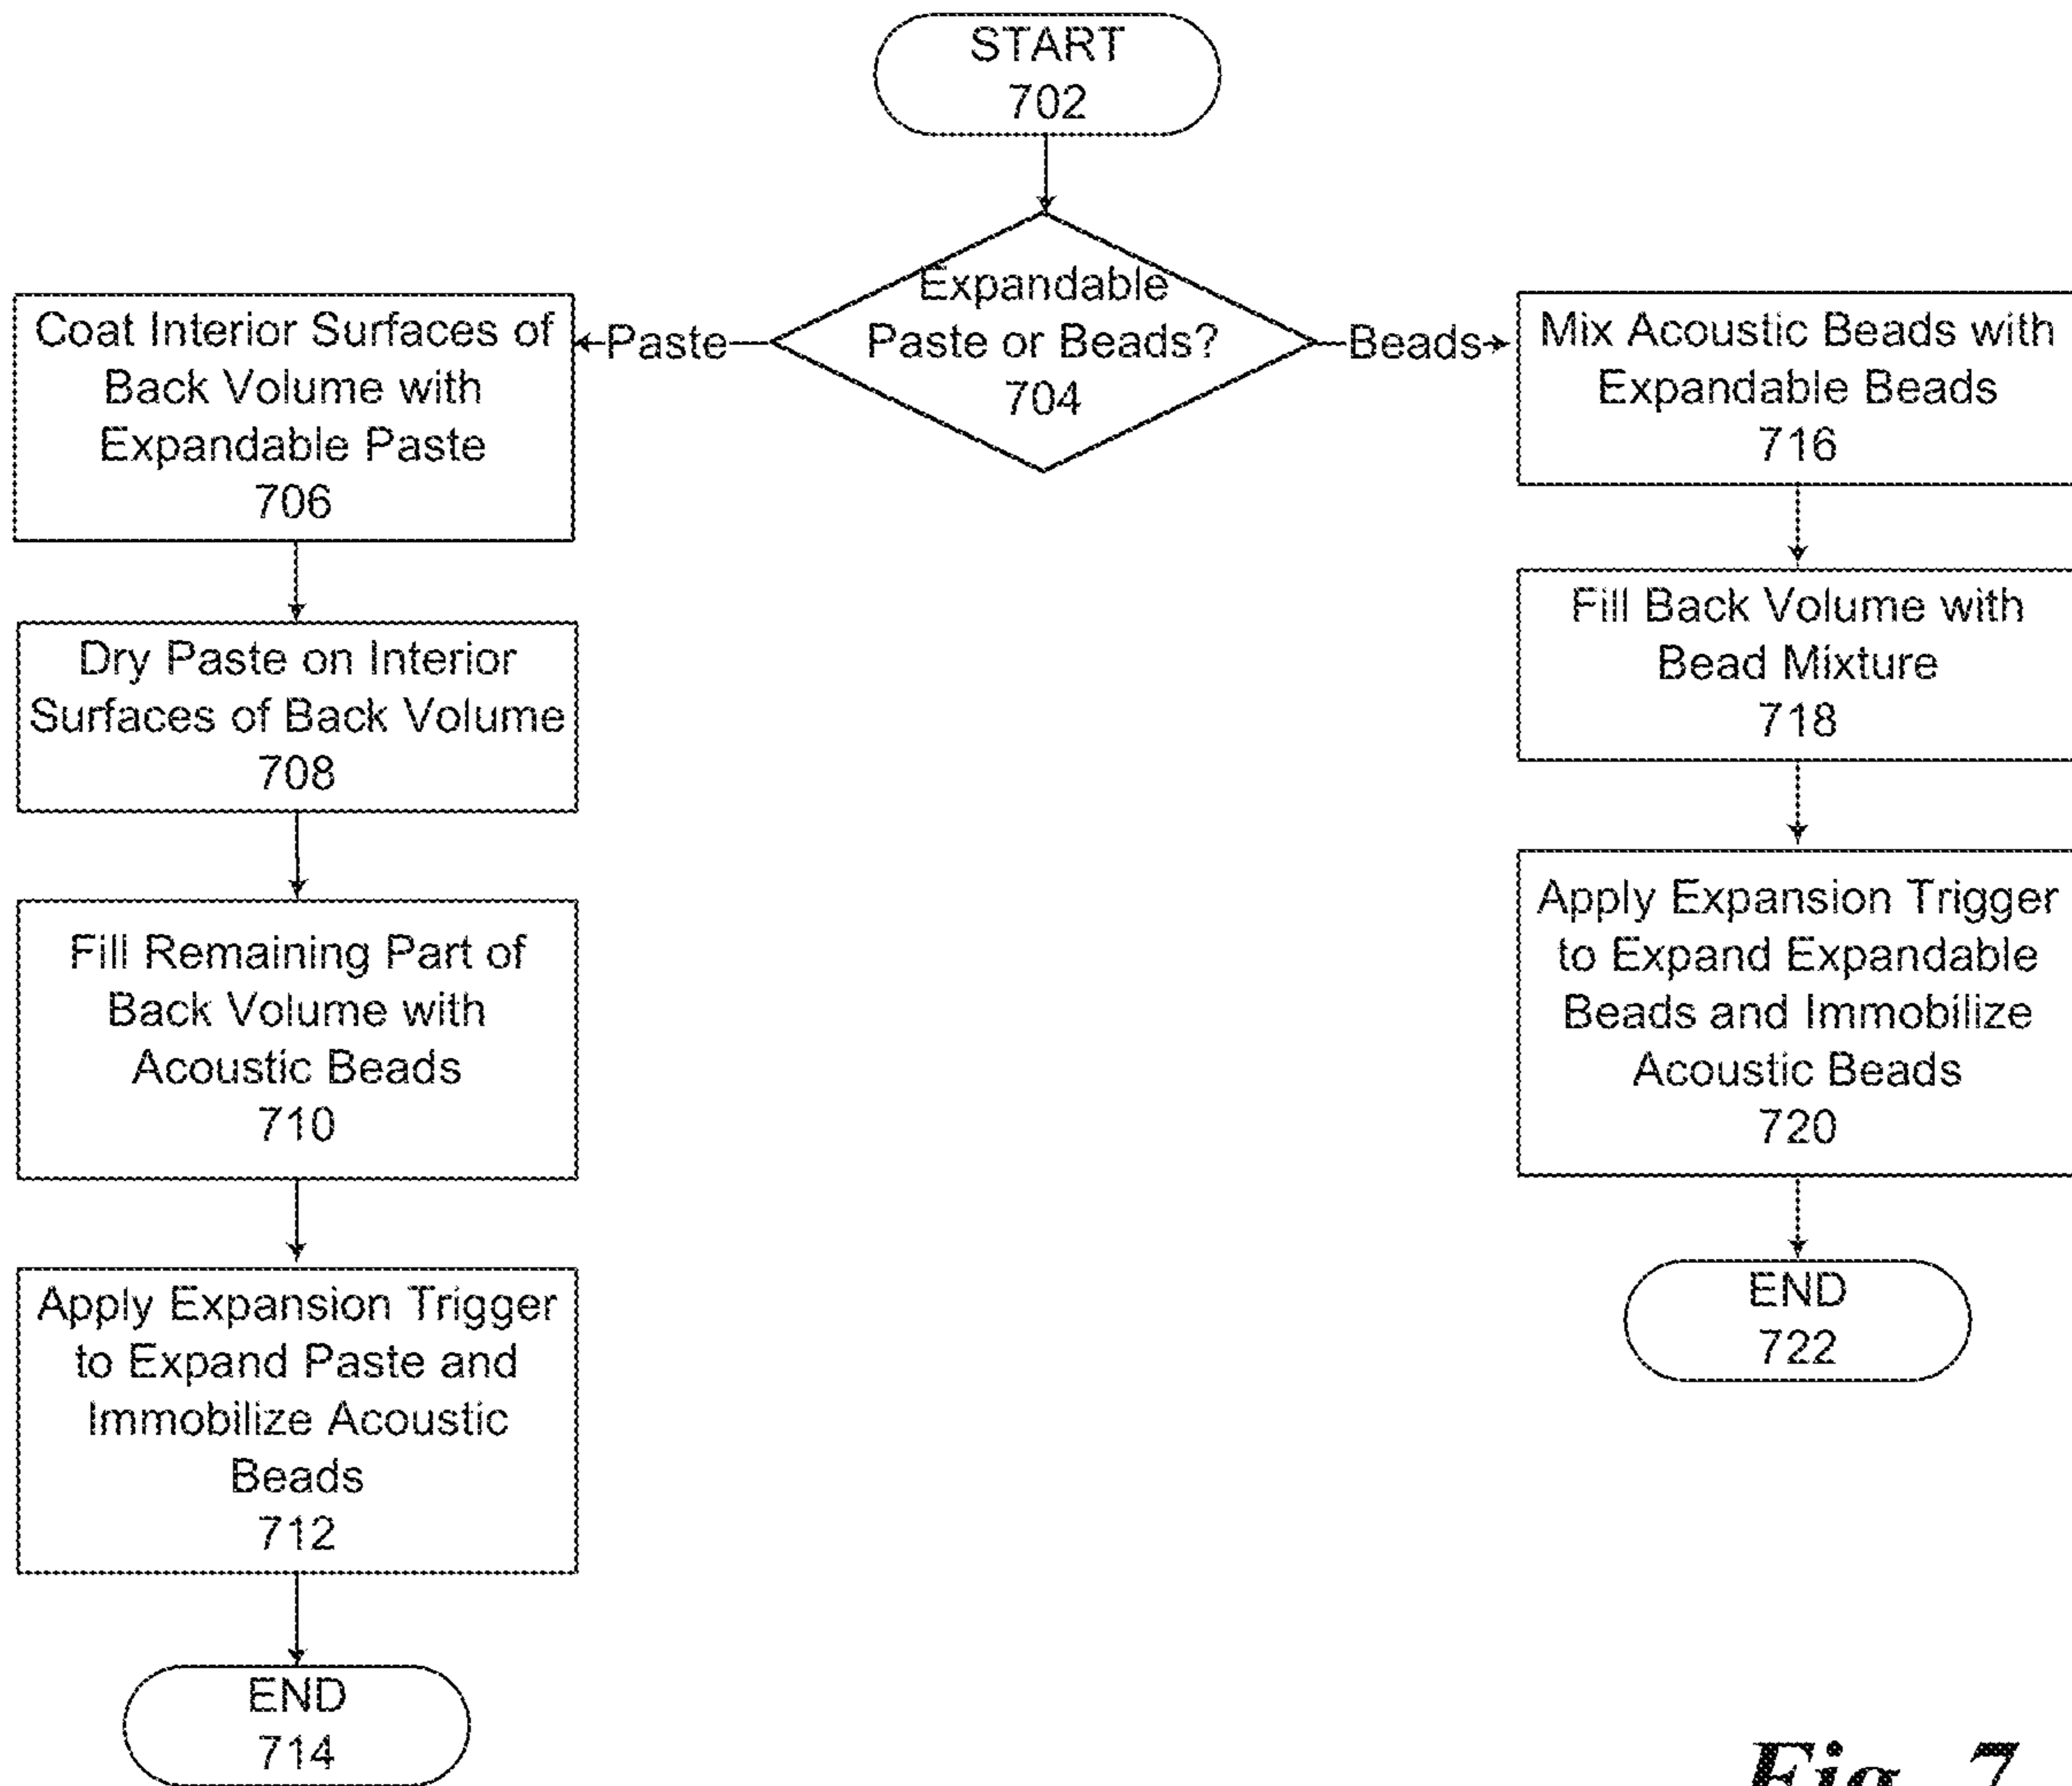 START
702
Expandable
Paste or Beads?
704
Paste
Beads
Coat Interior Surfaces of
Back Volume with
Expandable Paste
706
Dry Paste on Interior
Surfaces of Back Volume
708
Fill Remaining Part of
Back Volume with
Acoustic Beads
710
Apply Expansion Trigger
to Expand Paste and
Immobilize Acoustic
Beads
712
END
714
Mix Acoustic Beads with
Expandable Beads
716
Fill Back Volume with
Bead Mixture
718
Apply Expansion Trigger
to Expand Expandable
Beads and Immobilize
Acoustic Beads
720
END
722
Fig. 7